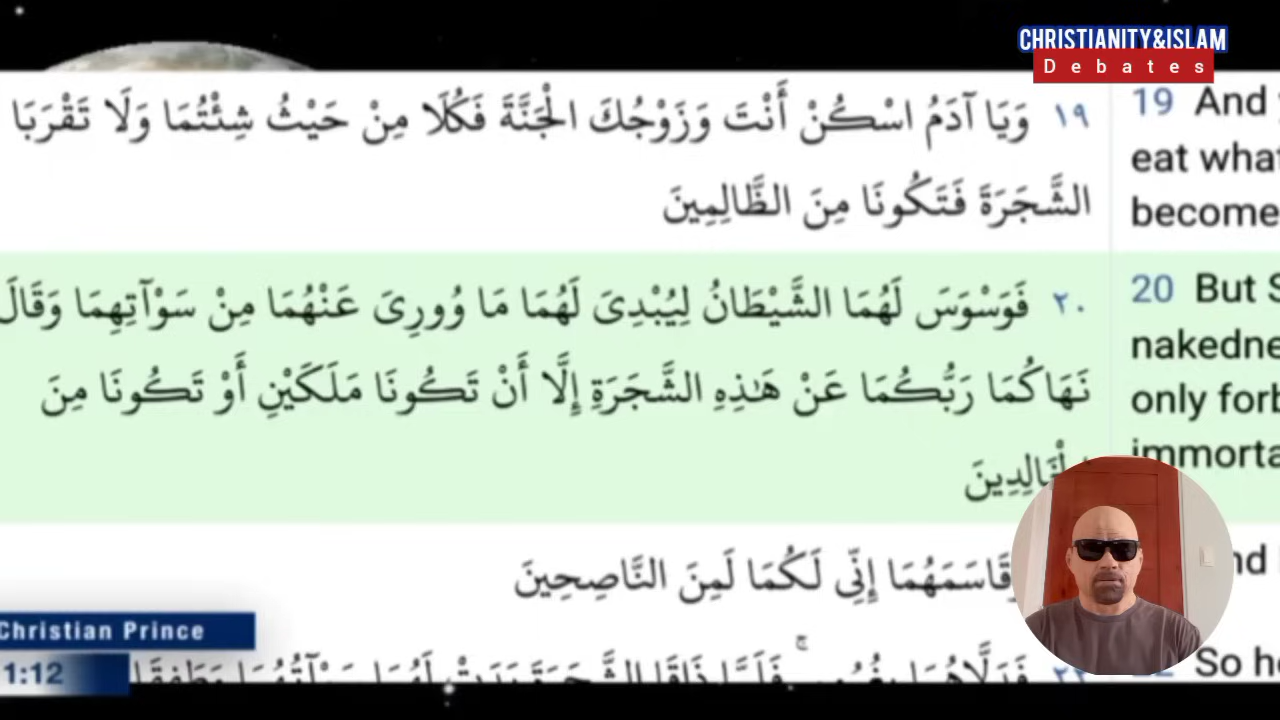 CHRISTIANITY&ISLAM
Debates
١٩ وَيَا آدَمُ اسْكُنْ أَنْتَ وَزَوْجُكَ الْجَنَّةَ فَكُلَا مِنْ حَيْثُ شِئْتُمَا وَلَا تَقْرَبَا
الشَّجَرَةَ فَتَكُونَا مِنَ الظَّالِمِينَ
19 And
eat what
become
٢٠ فَوَسْوَسَ لَهُمَا الشَّيْطَانُ لِيُبْدِىَ لَهُمَا مَا وُورِىَ عَنْهُمَا مِنْ سَوْآتِهِمَا وَقَالَ
نَهَاكُمَا رَبُّكُمَا عَنْ هَٰذِهِ الشَّجَرَةِ إِلَّا أَنْ تَكُونَا مَلَكَيْنِ أَوْ تَكُونَا مِنَ
الْخَالِدِينَ
20 But S
nakedne
only forb
immorta
وَقَاسَمَهُمَا إِنِّى لَكُمَا لَمِنَ النَّاصِحِينَ
nd
So he
Christian Prince
1:12